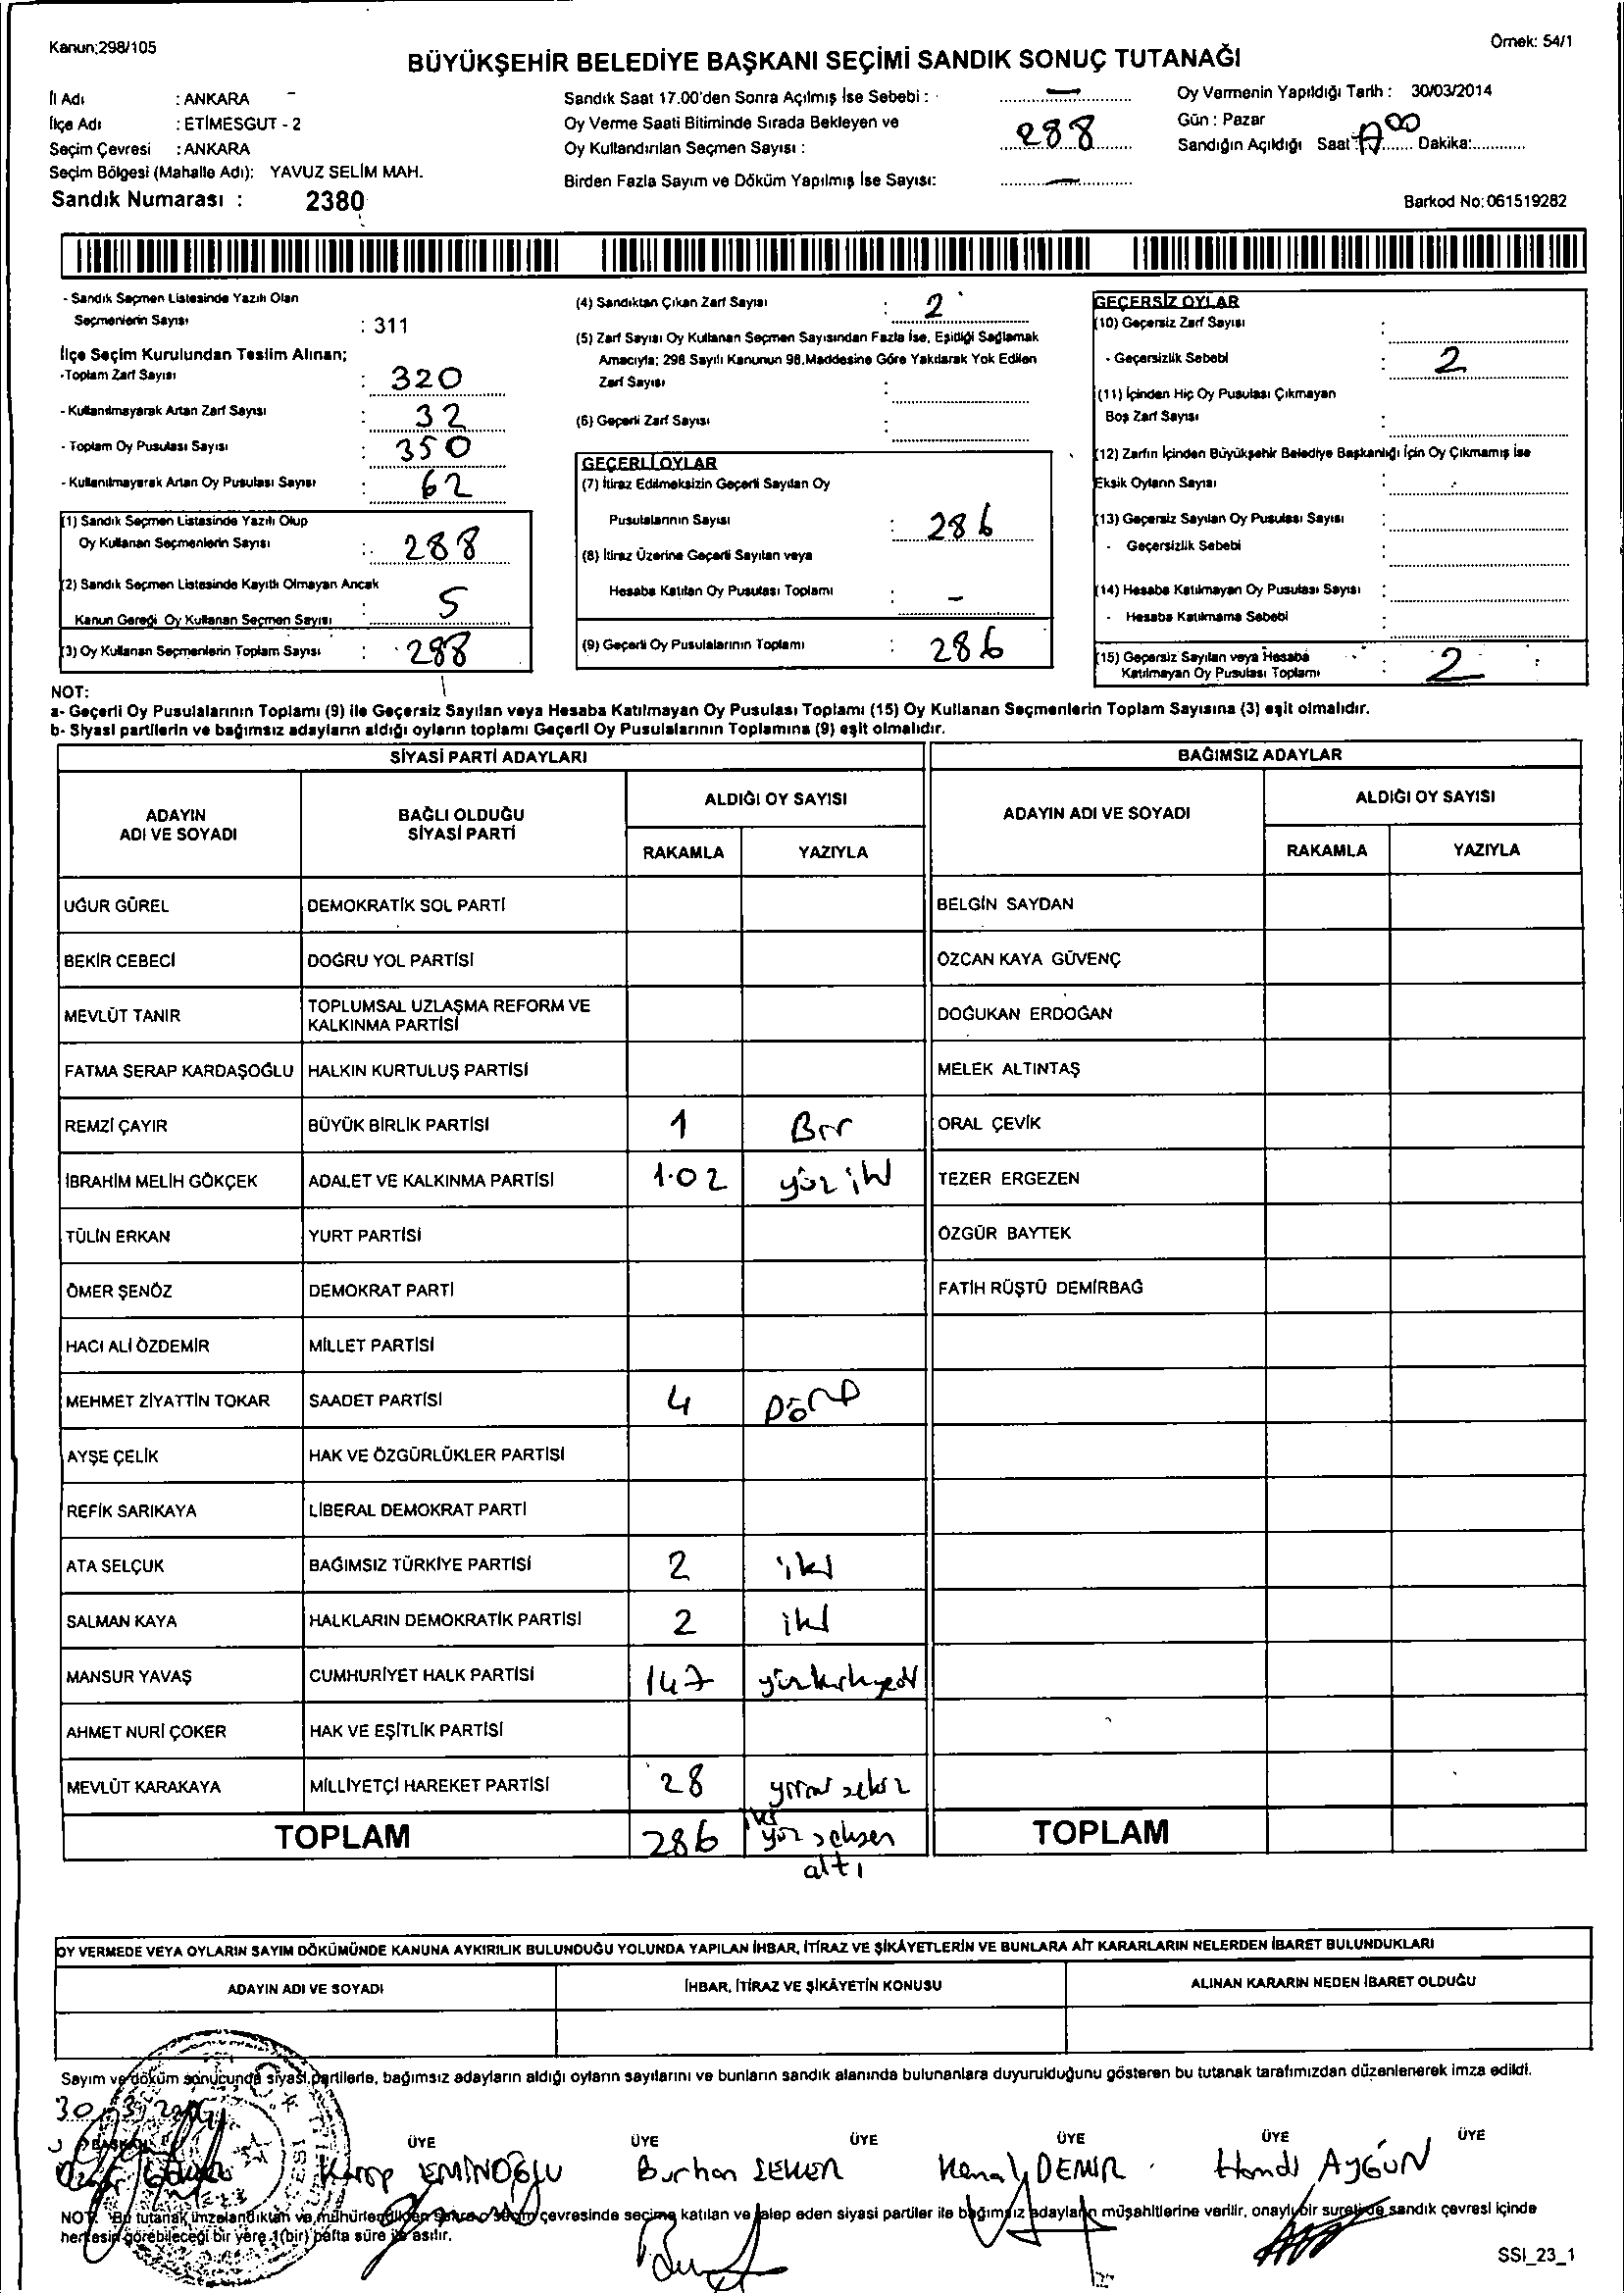 Kanun;298/105
Örnek: 54/1
BÜYÜKŞEHİR BELEDİYE BAŞKANI SEÇİMİ SANDIK SONUÇ TUTANAĞI
İl Adı : ANKARA
İlçe Adı : ETİMESGUT - 2
Seçim Çevresi : ANKARA
Seçim Bölgesi (Mahalle Adı): YAVUZ SELİM MAH.
Sandık Numarası : 2380
Sandık Saat 17.00'den Sonra Açılmış İse Sebebi : —
Oy Verme Saati Bitiminde Sırada Bekleyen ve
Oy Kullandırılan Seçmen Sayısı : 288
Birden Fazla Sayım ve Döküm Yapılmış İse Sayısı: —
Oy Vermenin Yapıldığı Tarih : 30/03/2014
Gün : Pazar
Sandığın Açıldığı Saat: 17 00 Dakika:
Barkod No:061519282
- Sandık Seçmen Listesinde Yazılı Olan
Seçmenlerin Sayısı : 311
İlçe Seçim Kurulundan Teslim Alınan;
-Toplam Zarf Sayısı : 320
- Kullanılmayarak Artan Zarf Sayısı : 32
- Toplam Oy Pusulası Sayısı : 350
- Kullanılmayarak Artan Oy Pusulası Sayısı : 62
(1) Sandık Seçmen Listesinde Yazılı Olup
Oy Kullanan Seçmenlerin Sayısı : 288
(2) Sandık Seçmen Listesinde Kayıtlı Olmayan Ancak
Kanun Gereği Oy Kullanan Seçmen Sayısı : 5
(3) Oy Kullanan Seçmenlerin Toplam Sayısı : 288
(4) Sandıktan Çıkan Zarf Sayısı : 2
(5) Zarf Sayısı Oy Kullanan Seçmen Sayısından Fazla İse, Eşitliği Sağlamak
Amacıyla; 298 Sayılı Kanunun 98.Maddesine Göre Yakılarak Yok Edilen
Zarf Sayısı :
(6) Geçerli Zarf Sayısı :
GEÇERLİ OYLAR
(7) İtiraz Edilmeksizin Geçerli Sayılan Oy
Pusulalarının Sayısı : 286
(8) İtiraz Üzerine Geçerli Sayılan veya
Hesaba Katılan Oy Pusulası Toplamı : -
(9) Geçerli Oy Pusulalarının Toplamı : 286
GEÇERSİZ OYLAR
(10) Geçersiz Zarf Sayısı :
- Geçersizlik Sebebi : 2
(11) İçinden Hiç Oy Pusulası Çıkmayan
Boş Zarf Sayısı :
(12) Zarfın İçinden Büyükşehir Belediye Başkanlığı İçin Oy Çıkmamış ise
Eksik Oyların Sayısı :
(13) Geçersiz Sayılan Oy Pusulası Sayısı :
- Geçersizlik Sebebi :
(14) Hesaba Katılmayan Oy Pusulası Sayısı :
- Hesaba Katılmama Sebebi :
(15) Geçersiz Sayılan veya Hesaba
Katılmayan Oy Pusulası Toplamı : 2
NOT:
a- Geçerli Oy Pusulalarının Toplamı (9) ile Geçersiz Sayılan veya Hesaba Katılmayan Oy Pusulası Toplamı (15) Oy Kullanan Seçmenlerin Toplam Sayısına (3) eşit olmalıdır.
b- Siyasi partilerin ve bağımsız adayların aldığı oyların toplamı Geçerli Oy Pusulalarının Toplamına (9) eşit olmalıdır.
SİYASİ PARTİ ADAYLARI
BAĞIMSIZ ADAYLAR
ADAYIN
ADI VE SOYADI
BAĞLI OLDUĞU
SİYASİ PARTİ
ALDIĞI OY SAYISI
RAKAMLA YAZIYLA
ADAYIN ADI VE SOYADI
ALDIĞI OY SAYISI
RAKAMLA YAZIYLA
UĞUR GÜREL DEMOKRATİK SOL PARTİ BELGİN SAYDAN
BEKİR CEBECİ DOĞRU YOL PARTİSİ ÖZCAN KAYA GÜVENÇ
MEVLÜT TANIR TOPLUMSAL UZLAŞMA REFORM VE
KALKINMA PARTİSİ DOĞUKAN ERDOĞAN
FATMA SERAP KARDAŞOĞLU HALKIN KURTULUŞ PARTİSİ MELEK ALTINTAŞ
REMZİ ÇAYIR BÜYÜK BİRLİK PARTİSİ 1 Bir ORAL ÇEVİK
İBRAHİM MELİH GÖKÇEK ADALET VE KALKINMA PARTİSİ 1.02 yüz iki TEZER ERGEZEN
TÜLİN ERKAN YURT PARTİSİ ÖZGÜR BAYTEK
ÖMER ŞENÖZ DEMOKRAT PARTİ FATİH RÜŞTÜ DEMİRBAĞ
HACI ALİ ÖZDEMİR MİLLET PARTİSİ
MEHMET ZİYATTİN TOKAR SAADET PARTİSİ 4 Dört
AYŞE ÇELİK HAK VE ÖZGÜRLÜKLER PARTİSİ
REFİK SARIKAYA LİBERAL DEMOKRAT PARTİ
ATA SELÇUK BAĞIMSIZ TÜRKİYE PARTİSİ 2 iki
SALMAN KAYA HALKLARIN DEMOKRATİK PARTİSİ 2 iki
MANSUR YAVAŞ CUMHURİYET HALK PARTİSİ 147 yüzkırkyedi
AHMET NURİ ÇOKER HAK VE EŞİTLİK PARTİSİ
MEVLÜT KARAKAYA MİLLİYETÇİ HAREKET PARTİSİ 28 yirmi sekiz
TOPLAM 286 iki yüz seksen altı TOPLAM
OY VERMEDE VEYA OYLARIN SAYIM DÖKÜMÜNDE KANUNA AYKIRILIK BULUNDUĞU YOLUNDA YAPILAN İHBAR, İTİRAZ VE ŞİKÂYETLERİN VE BUNLARA AİT KARARLARIN NELERDEN İBARET BULUNDUKLARI
ADAYIN ADI VE SOYADI İHBAR, İTİRAZ VE ŞİKÂYETİN KONUSU ALINAN KARARIN NEDEN İBARET OLDUĞU
Sayım ve döküm sonucunda siyasi partilerle, bağımsız adayların aldığı oyların sayılarını ve bunların sandık alanında bulunanlara duyurulduğunu gösteren bu tutanak tarafımızdan düzenlenerek imza edildi.
BAŞKAN ÜYE ÜYE ÜYE ÜYE ÜYE ÜYE
EMİNOĞLU Burhan ŞEKER Kemal DEMİR AYGÜN
NOT: Bu tutanak imzalandıktan ve mühürlendikten sonra o seçim çevresinde seçime katılan ve talep eden siyasi partiler ile bağımsız adayların müşahitlerine verilir, onaylı bir suretide sandık çevresi içinde
herkesin görebileceği bir yere 1(bir) hafta süre ile asılır.
SSI_23_1